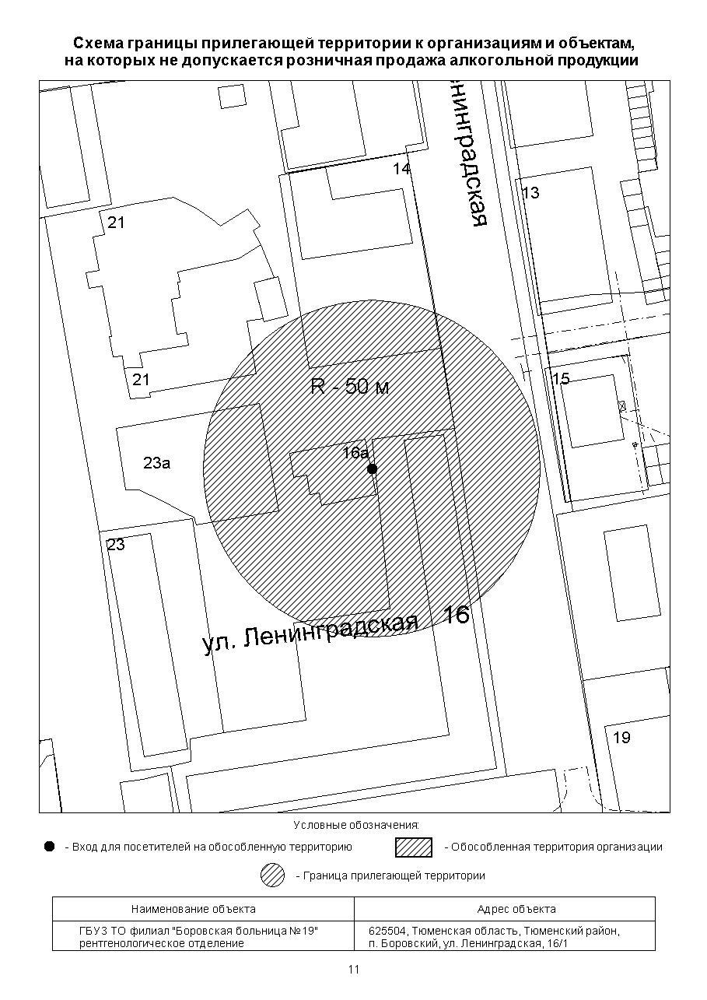 Схема границы прилегающей территории к организациям и объектам,
на которых не допускается розничная продажа алкогольной продукции
нинградская
14
13
21
21
R - 50 м
15
16а
23а
23
ул. Ленинградская 16
19
Условные обозначения:
- Вход для посетителей на обособленную территорию
- Обособленная территория организации
- Граница прилегающей территории
Наименование объекта
Адрес объекта
ГБУЗ ТО филиал "Боровская больница №19"
рентгенологическое отделение
625504, Тюменская область, Тюменский район,
п. Боровский, ул. Ленинградская, 16/1
11